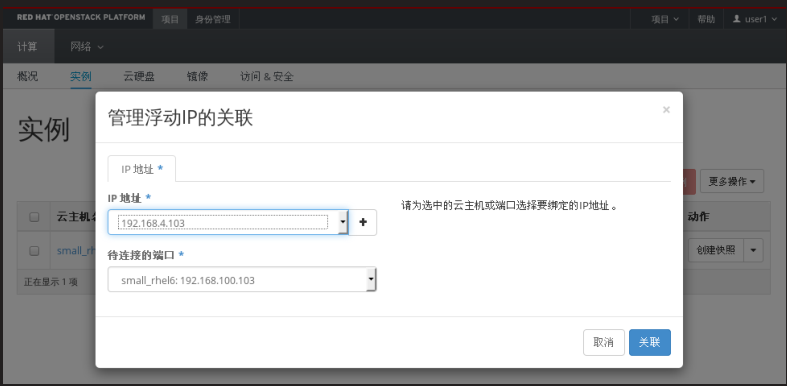 RED HAT OPENSTACK PLATFORM 项目 身份管理 项目 帮助 user1
计算 网络
概况 实例 云硬盘 镜像 访问 & 安全
管理浮动IP的关联 ×
实例
IP 地址 *
更多操作
IP 地址 *
请为选中的云主机或端口选择要绑定的IP地址 。
192.168.4.103 +
云主机 动作
待连接的端口 *
small_rhe 创建快照
small_rhel6: 192.168.100.103
正在显示 1 项
取消 关联